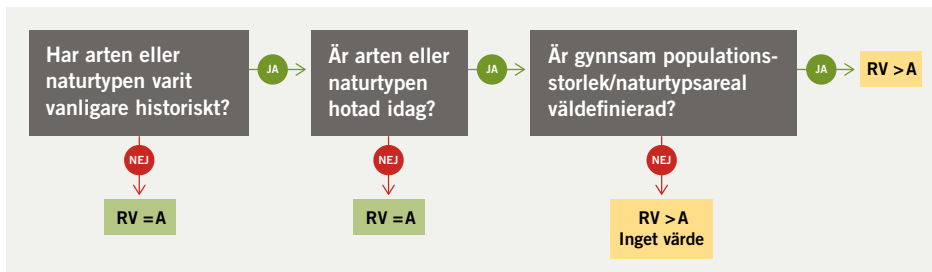 Har arten eller
naturtypen varit
vanligare historiskt?
JA
Är arten eller
naturtypen
hotad idag?
JA
Är gynnsam populations-
storlek/naturtypsareal
väldefinierad?
JA
RV > A
NEJ
NEJ
NEJ
RV = A
RV = A
RV > A
Inget värde